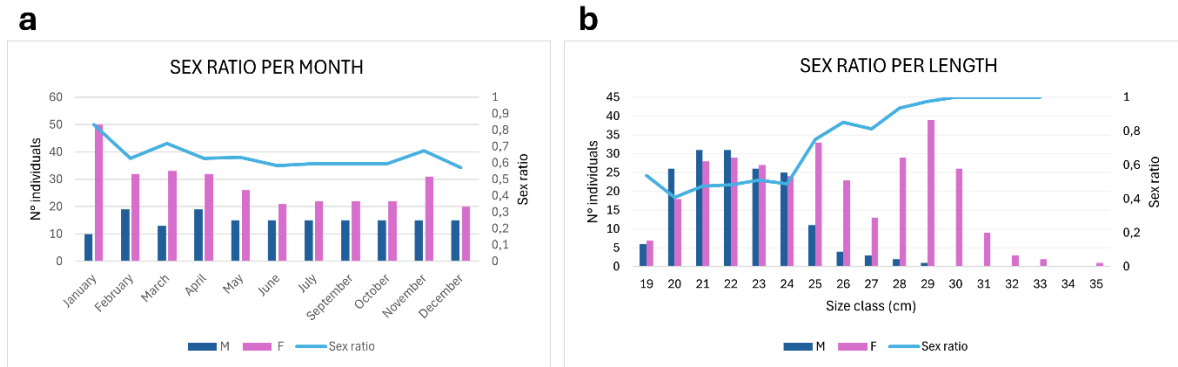 a
SEX RATIO PER MONTH
60
50
40
30
20
10
0
N° individuals
1
0,9
0,8
0,7
0,6
0,5
0,4
0,3
0,2
0,1
0
Sex ratio
January
February
March
April
May
June
July
September
October
November
December
M F Sex ratio
b
SEX RATIO PER LENGTH
45
40
35
30
25
20
15
10
5
0
N° individuals
1
0,8
0,6
0,4
0,2
0
Sex ratio
19 20 21 22 23 24 25 26 27 28 29 30 31 32 33 34 35
Size class (cm)
M F Sex ratio